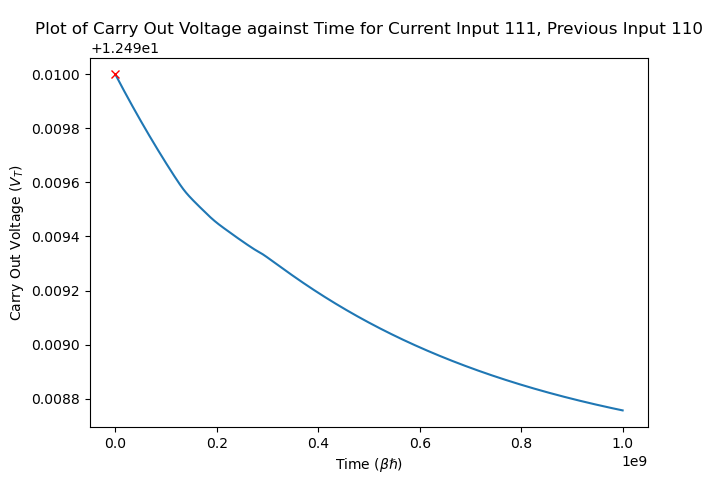 Plot of Carry Out Voltage against Time for Current Input 111, Previous Input 110
+1.249e1
0.0100
0.0098
0.0096
0.0094
0.0092
0.0090
0.0088
Carry Out Voltage (V_T)
0.0 0.2 0.4 0.6 0.8 1.0
1e9
Time (βℏ)